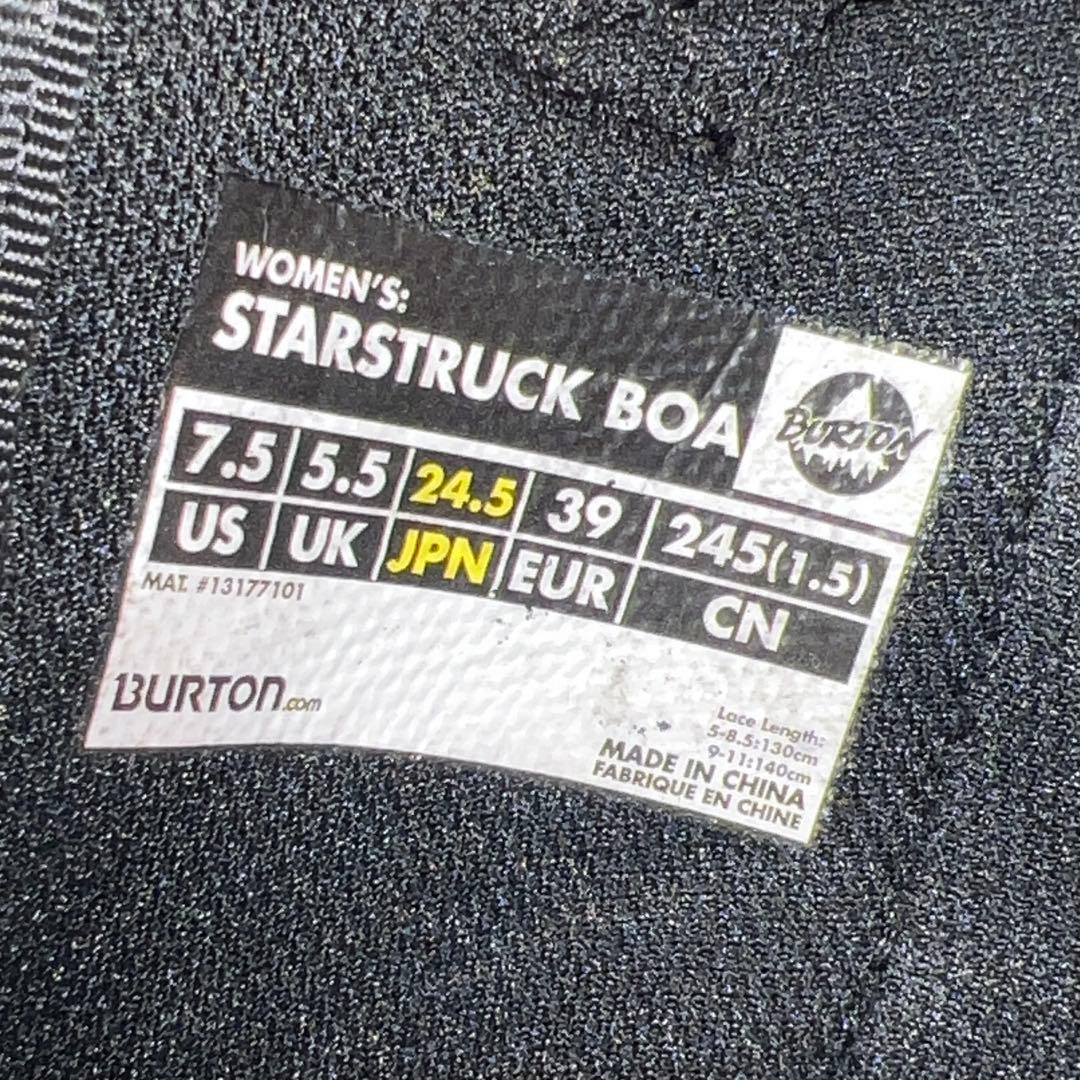 WOMEN'S:
STARSTRUCK BOA
BURTON
7.5 5.5 24.5 39 245(1.5)
US UK JPN EUR CN
MAT. #13177101
BURTON.com
Lace Length:
5-8.5:130cm
9-11:140cm
MADE IN CHINA
FABRIQUE EN CHINE